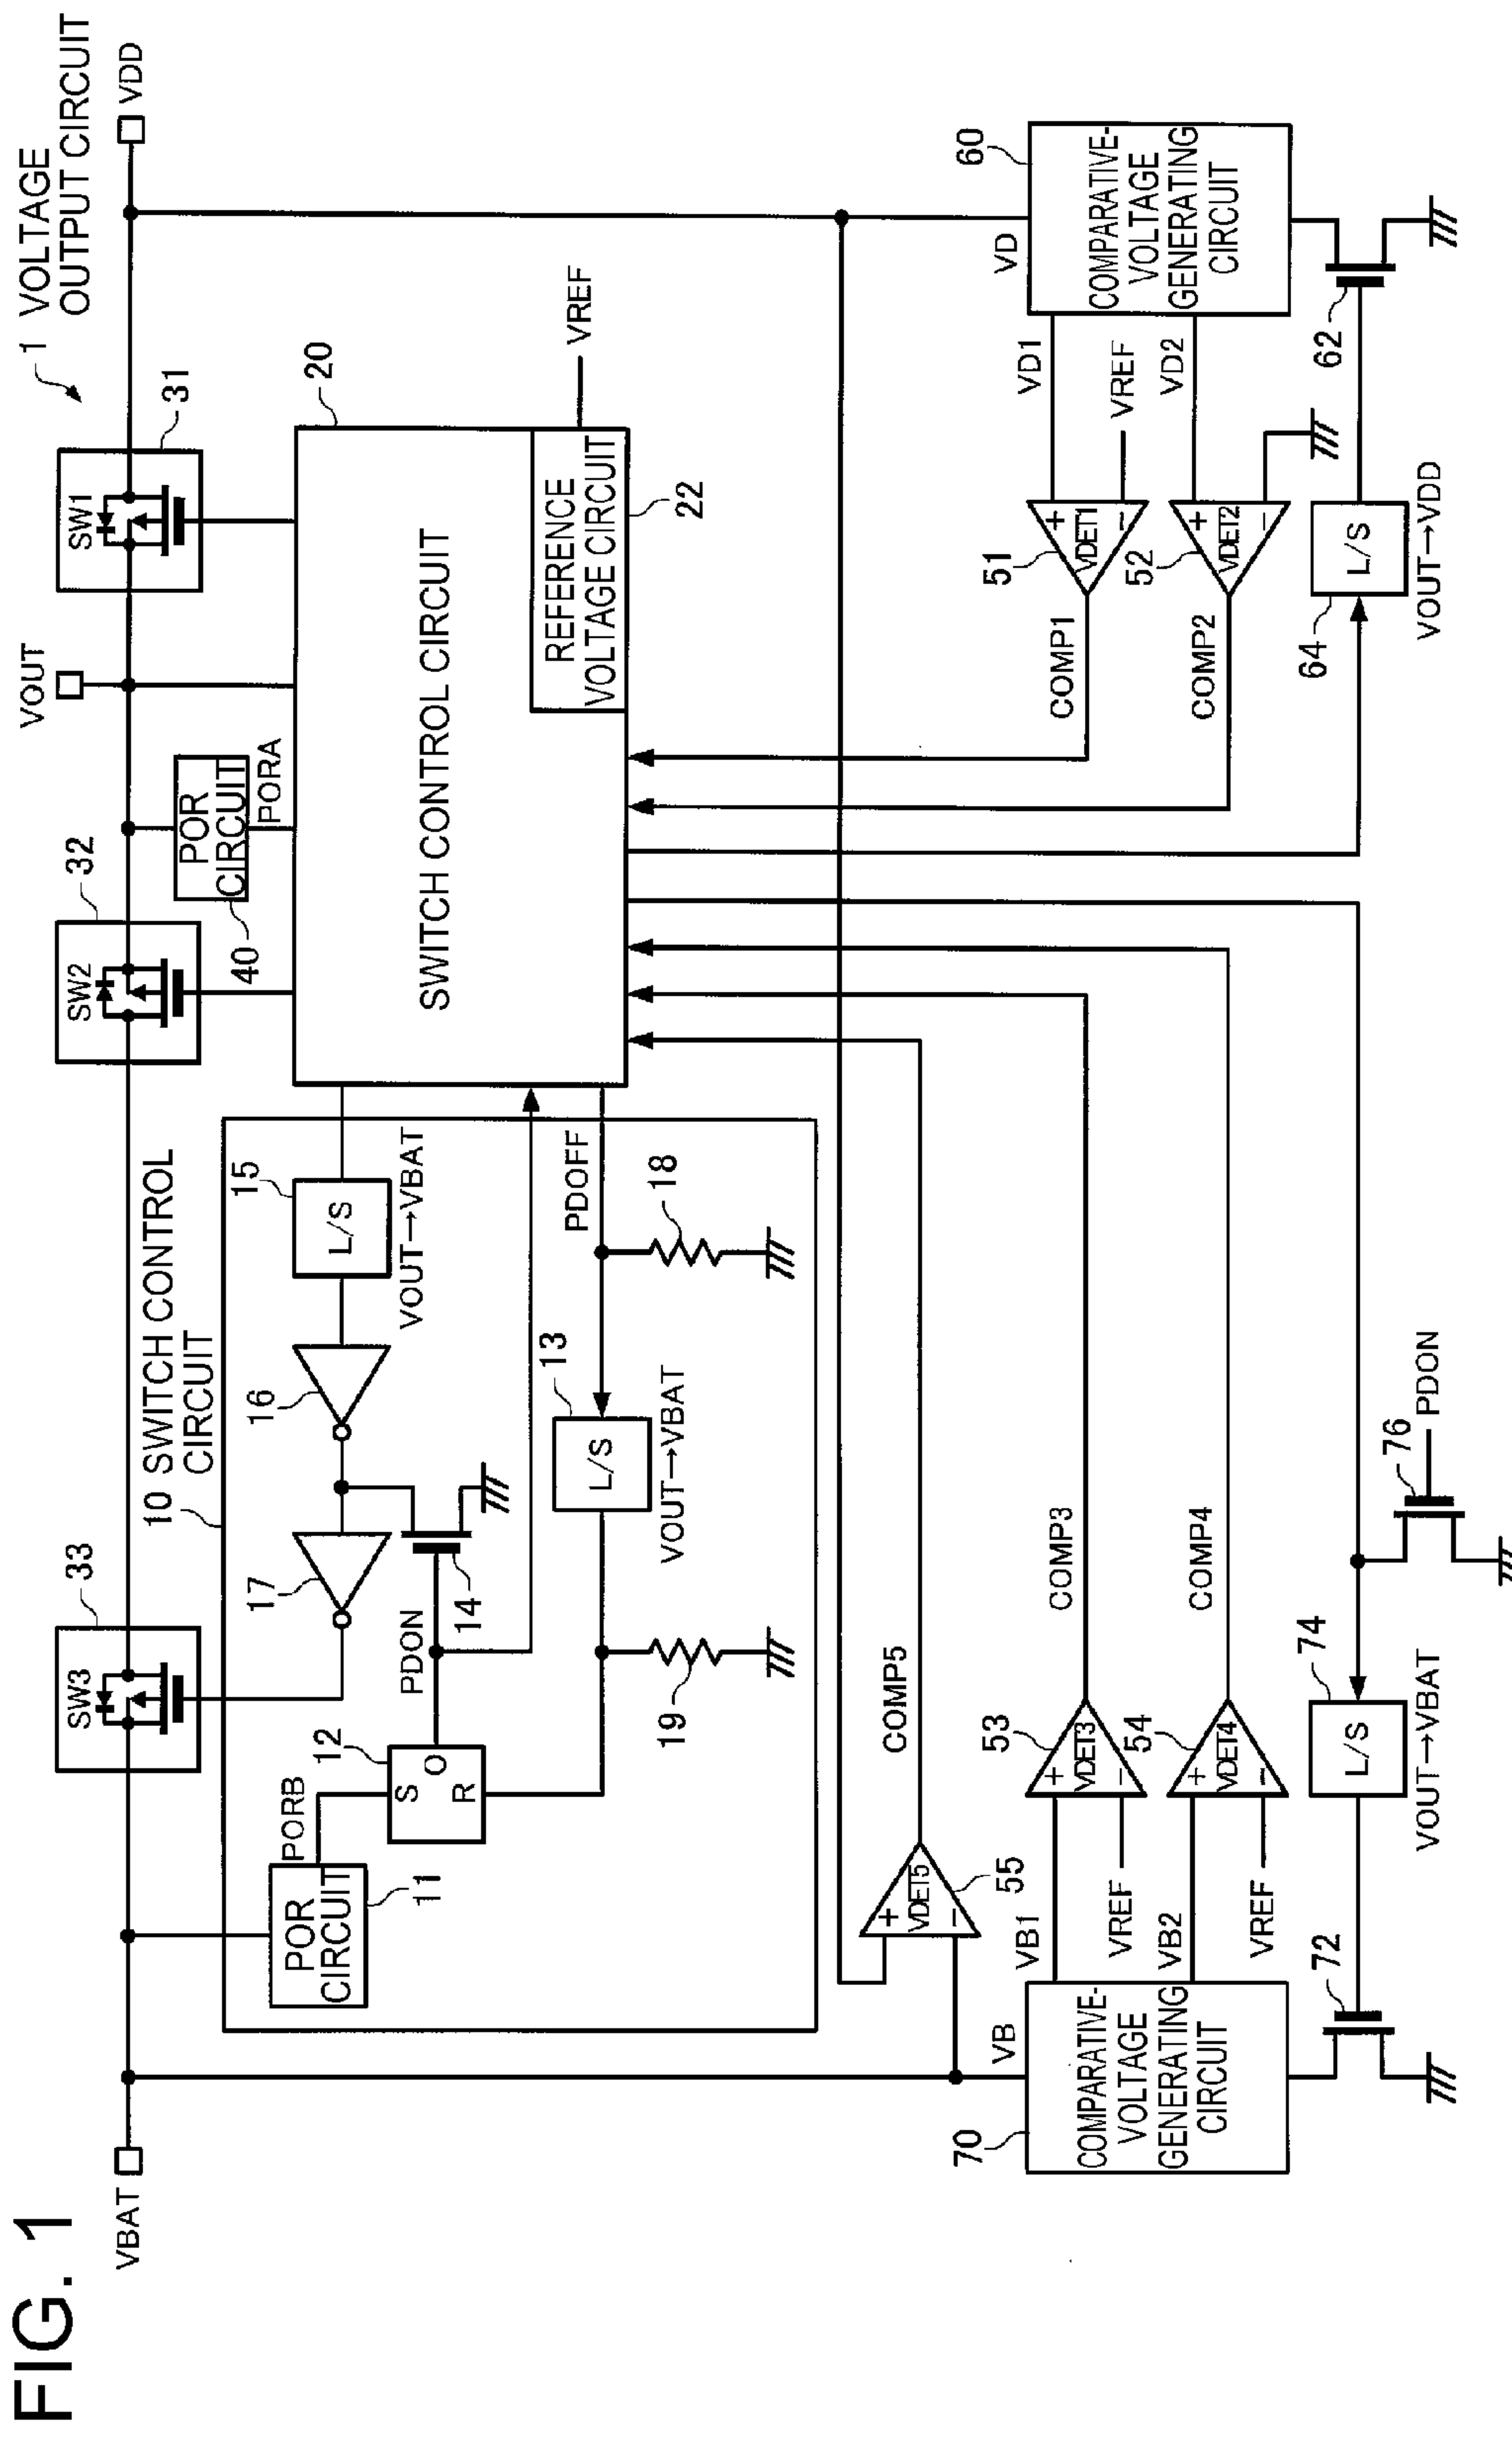 FIG. 1
1 VOLTAGE
OUTPUT CIRCUIT
VBAT
VOUT
VDD
33
SW3
32
SW2
31
SW1
10 SWITCH CONTROL
CIRCUIT
POR
CIRCUIT
40
PORA
20
SWITCH CONTROL CIRCUIT
REFERENCE
VOLTAGE CIRCUIT
22
VREF
POR
CIRCUIT
11
PORB
12
S
O
R
PDON
14
17
16
15
L/S
VOUT→VBAT
13
L/S
VOUT→VBAT
PDOFF
18
19
COMP5
+
VDET5
−
55
70
COMPARATIVE-
VOLTAGE
GENERATING
CIRCUIT
VB
VB1
VREF
VB2
VREF
53
+
VDET3
−
COMP3
54
+
VDET4
−
COMP4
72
74
L/S
VOUT→VBAT
76
PDON
51
+
VDET1
−
COMP1
52
+
VDET2
−
COMP2
64
L/S
VOUT→VDD
62
VD1
VREF
VD2
VD
60
COMPARATIVE-
VOLTAGE
GENERATING
CIRCUIT